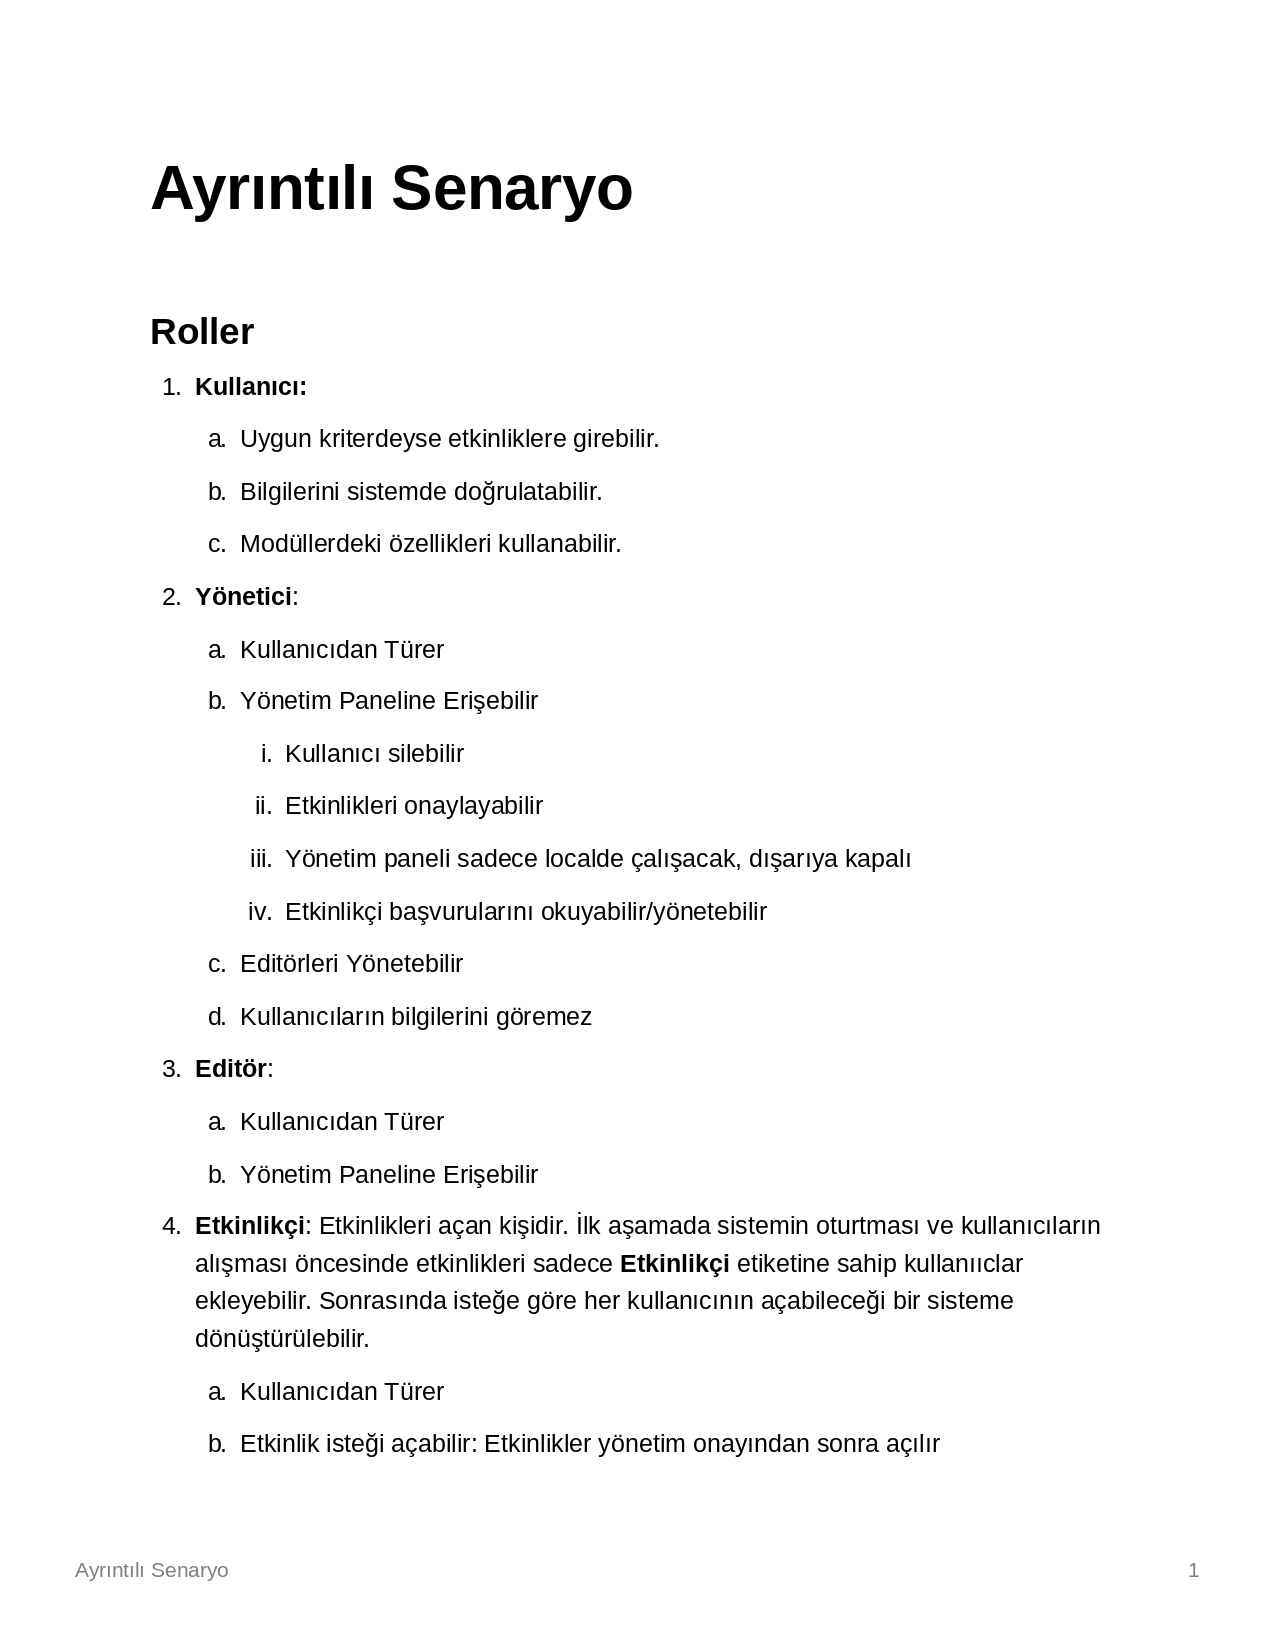 Ayrıntılı Senaryo
Roller
1. Kullanıcı:
a. Uygun kriterdeyse etkinliklere girebilir.
b. Bilgilerini sistemde doğrulatabilir.
c. Modüllerdeki özellikleri kullanabilir.
2. Yönetici:
a. Kullanıcıdan Türer
b. Yönetim Paneline Erişebilir
i. Kullanıcı silebilir
ii. Etkinlikleri onaylayabilir
iii. Yönetim paneli sadece localde çalışacak, dışarıya kapalı
iv. Etkinlikçi başvurularını okuyabilir/yönetebilir
c. Editörleri Yönetebilir
d. Kullanıcıların bilgilerini göremez
3. Editör:
a. Kullanıcıdan Türer
b. Yönetim Paneline Erişebilir
4. Etkinlikçi: Etkinlikleri açan kişidir. İlk aşamada sistemin oturtması ve kullanıcıların
alışması öncesinde etkinlikleri sadece Etkinlikçi etiketine sahip kullanııclar
ekleyebilir. Sonrasında isteğe göre her kullanıcının açabileceği bir sisteme
dönüştürülebilir.
a. Kullanıcıdan Türer
b. Etkinlik isteği açabilir: Etkinlikler yönetim onayından sonra açılır
Ayrıntılı Senaryo 1